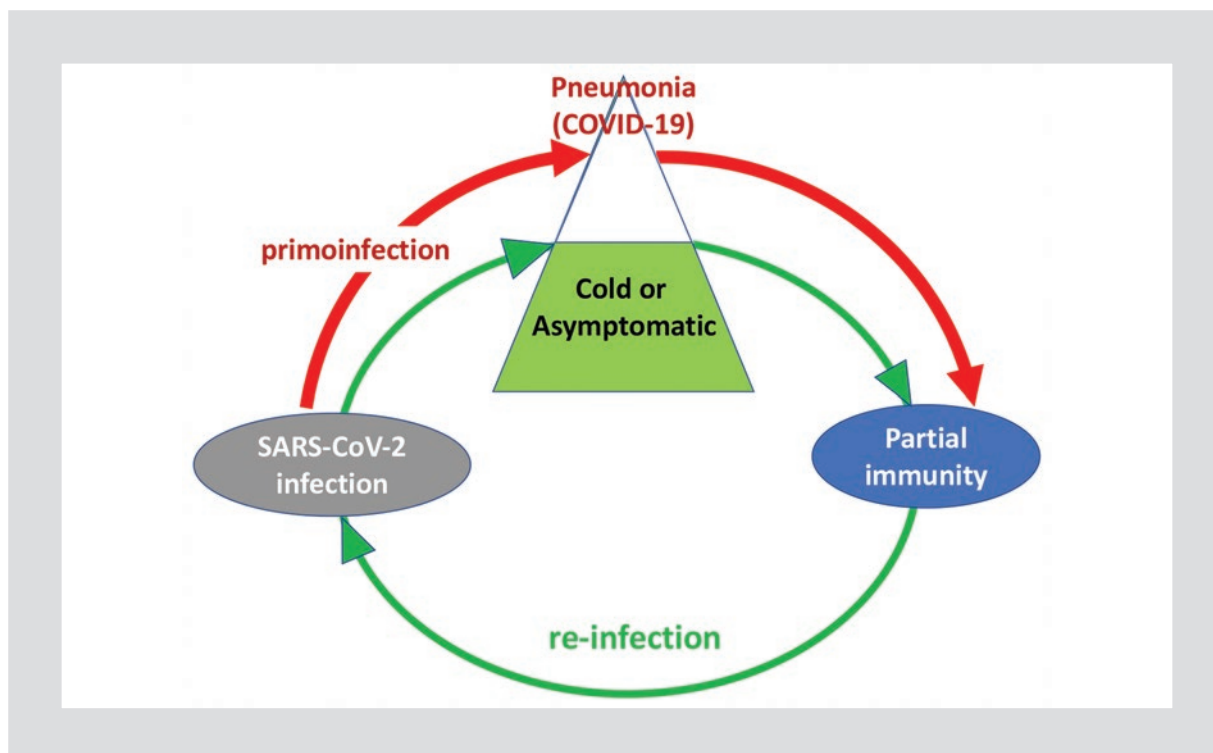 Pneumonia
(COVID-19)
primoinfection
Cold or
Asymptomatic
SARS-CoV-2
infection
Partial
immunity
re-infection